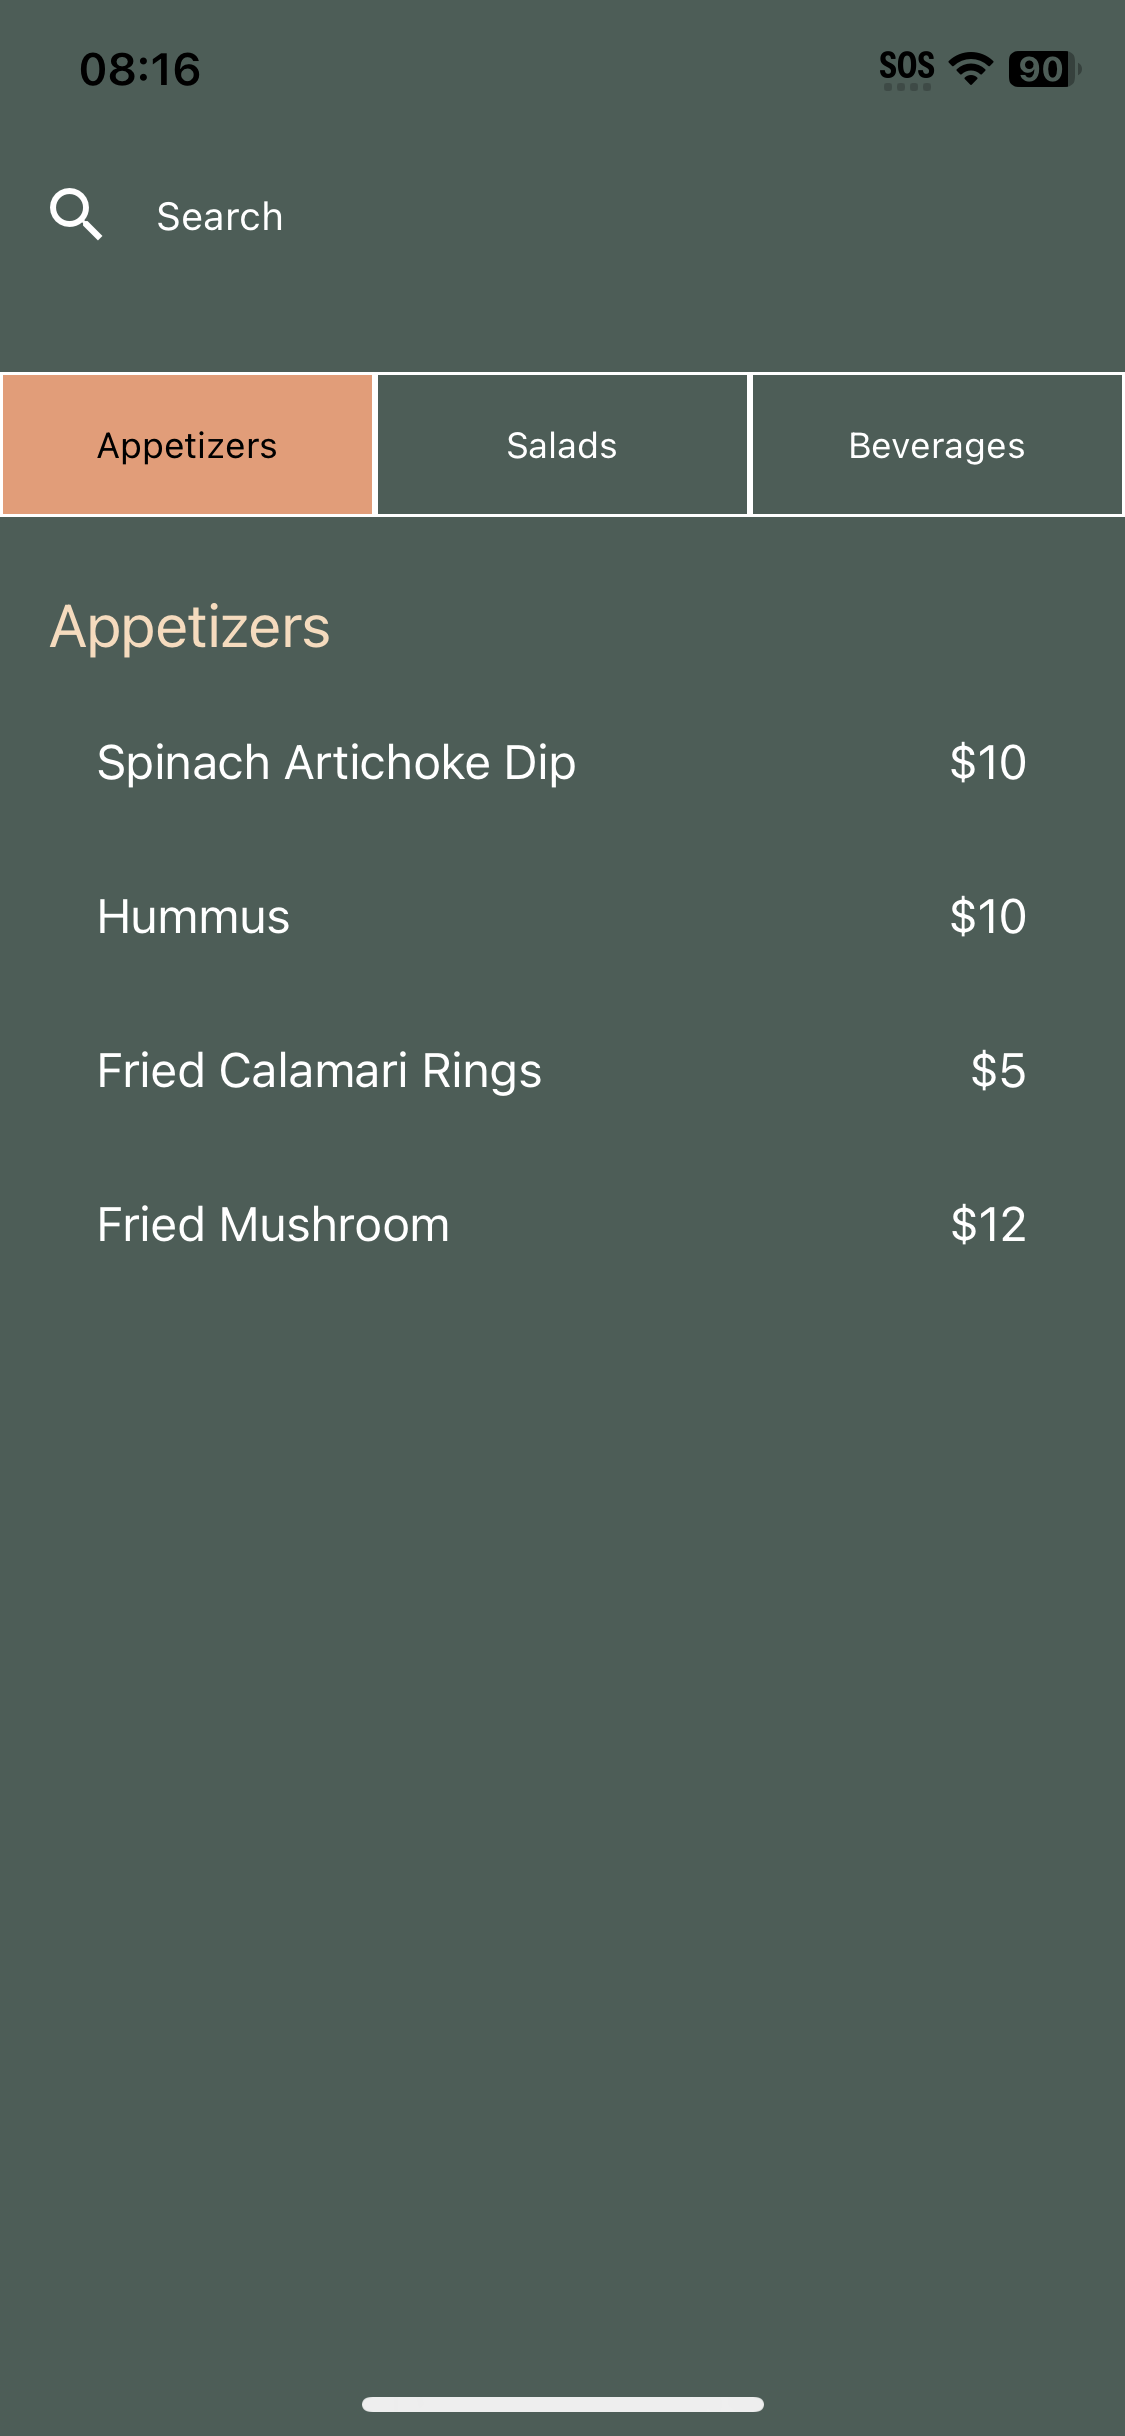 08:16 SOS 90
Search
Appetizers Salads Beverages
Appetizers
Spinach Artichoke Dip $10
Hummus $10
Fried Calamari Rings $5
Fried Mushroom $12